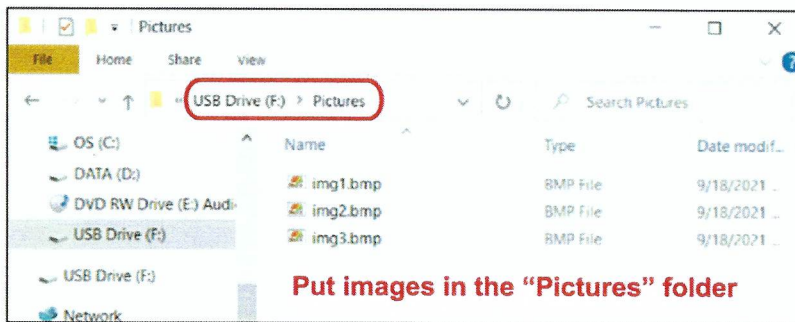 Pictures
File Home Share View
USB Drive (F:) > Pictures Search Pictures
OS (C:) Name Type Date modif...
DATA (D:)
img1.bmp BMP File 9/18/2021 ...
DVD RW Drive (E:) Audi
img2.bmp BMP File 9/18/2021 ...
USB Drive (F:) img3.bmp BMP File 9/18/2021 ...
USB Drive (F:)
Put images in the “Pictures” folder
Network